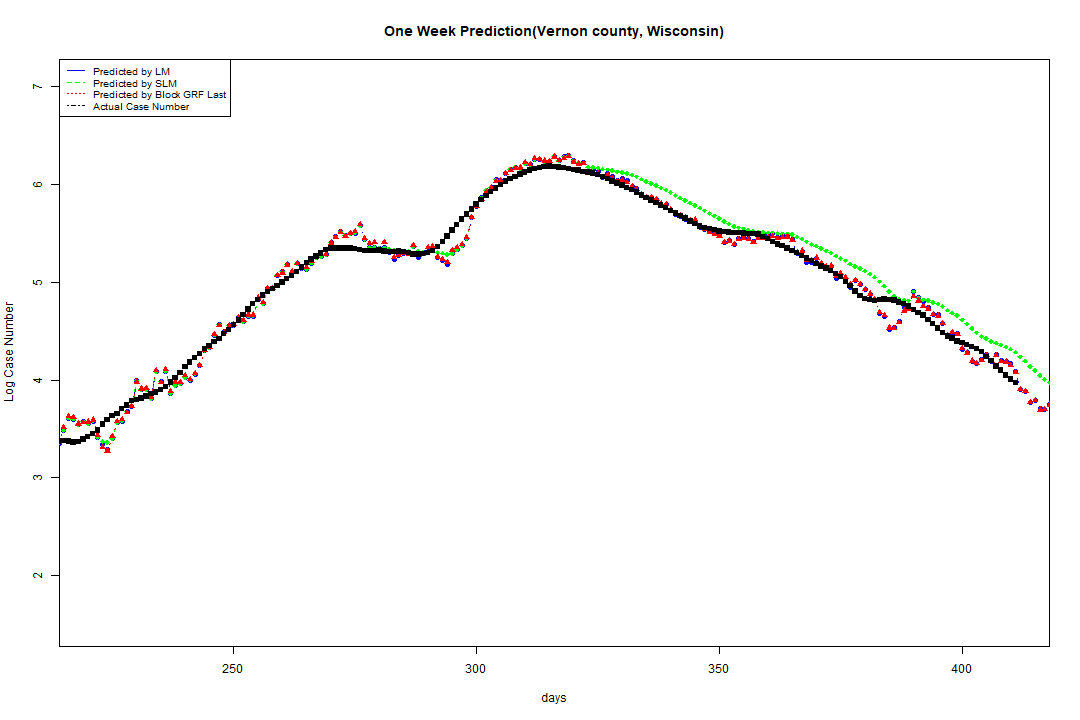 One Week Prediction(Vernon county, Wisconsin)
Predicted by LM
Predicted by SLM
Predicted by Block GRF Last
Actual Case Number
7
6
5
4
3
2
Log Case Number
250 300 350 400
days